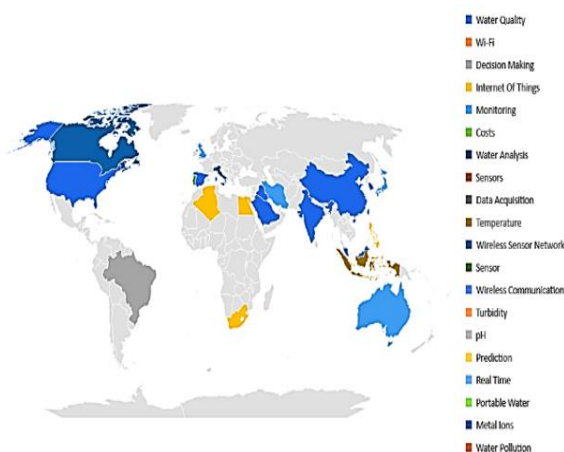 Water Quality
Wi-Fi
Decision Making
Internet Of Things
Monitoring
Costs
Water Analysis
Sensors
Data Acquisition
Temperature
Wireless Sensor Network
Sensor
Wireless Communication
Turbidity
pH
Prediction
Real Time
Portable Water
Metal Ions
Water Pollution